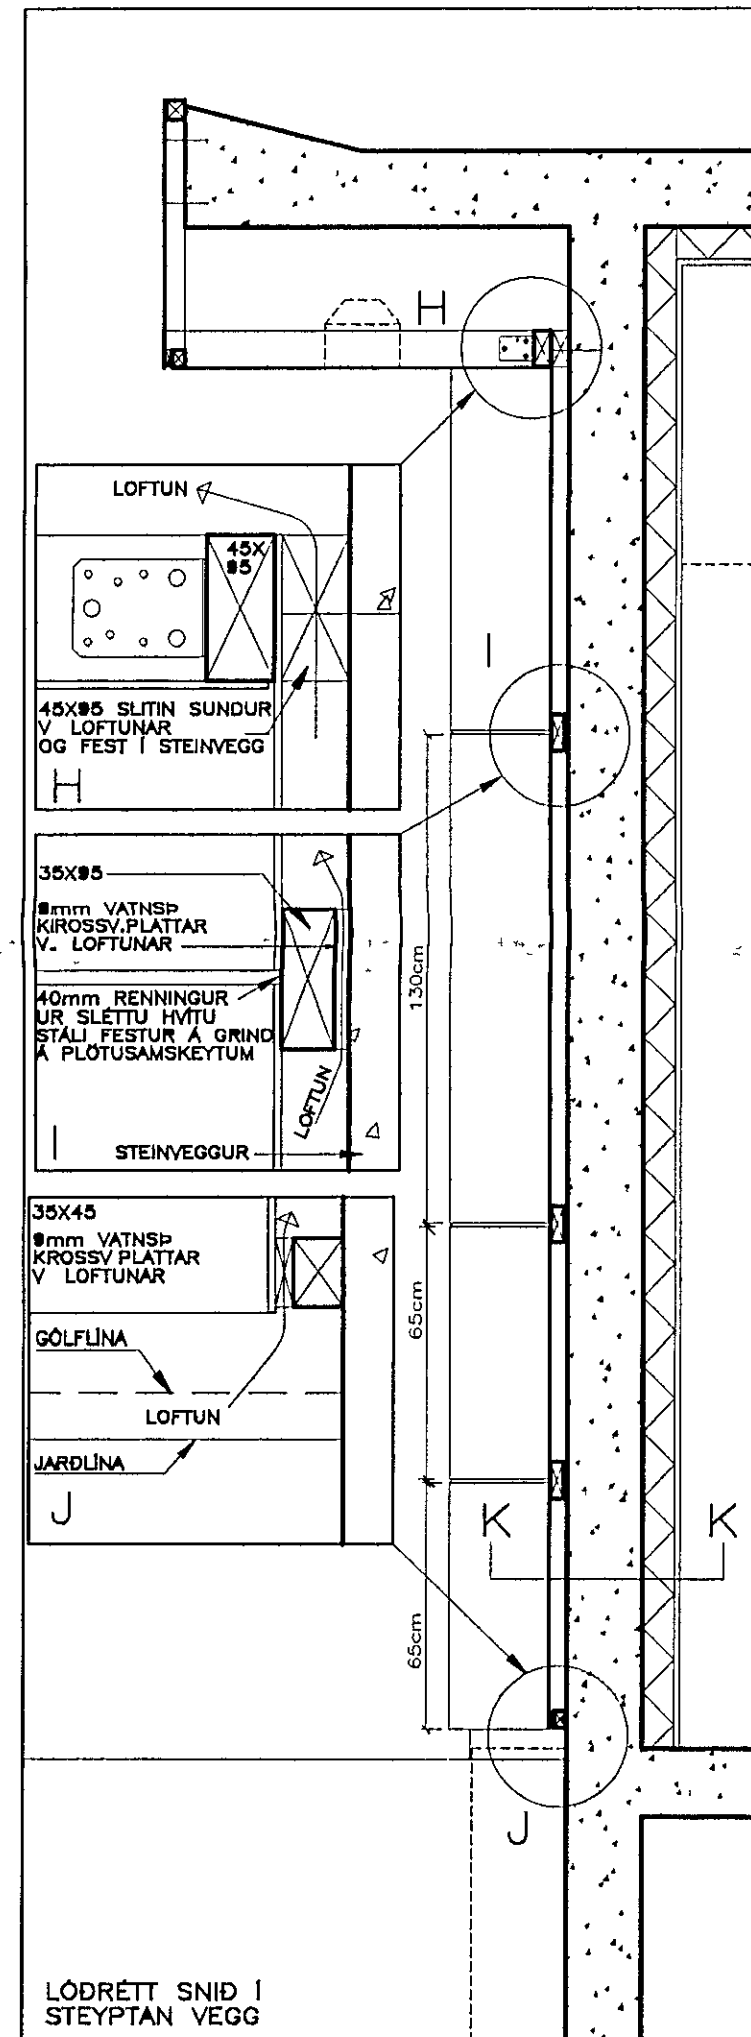 H
LOFTUN
45X
95
45X95 SLITIN SUNDUR
V LOFTUNAR
OG FEST Í STEINVEGG
H
I
35X95
9mm VATNSÞ
KIROSSV.PLATTAR
V. LOFTUNAR
40mm RENNINGUR
UR SLÉTTU HVÍTU
STÁLI FESTUR Á GRIND
Á PLÖTUSAMSKEYTUM
LOFTUN
I
STEINVEGGUR
130cm
35X45
9mm VATNSÞ
KROSSV PLATTAR
V LOFTUNAR
GÓLFLÍNA
LOFTUN
JARÐLÍNA
J
65cm
K K
65cm
J
LÓÐRÉTT SNIÐ Í
STEYPTAN VEGG